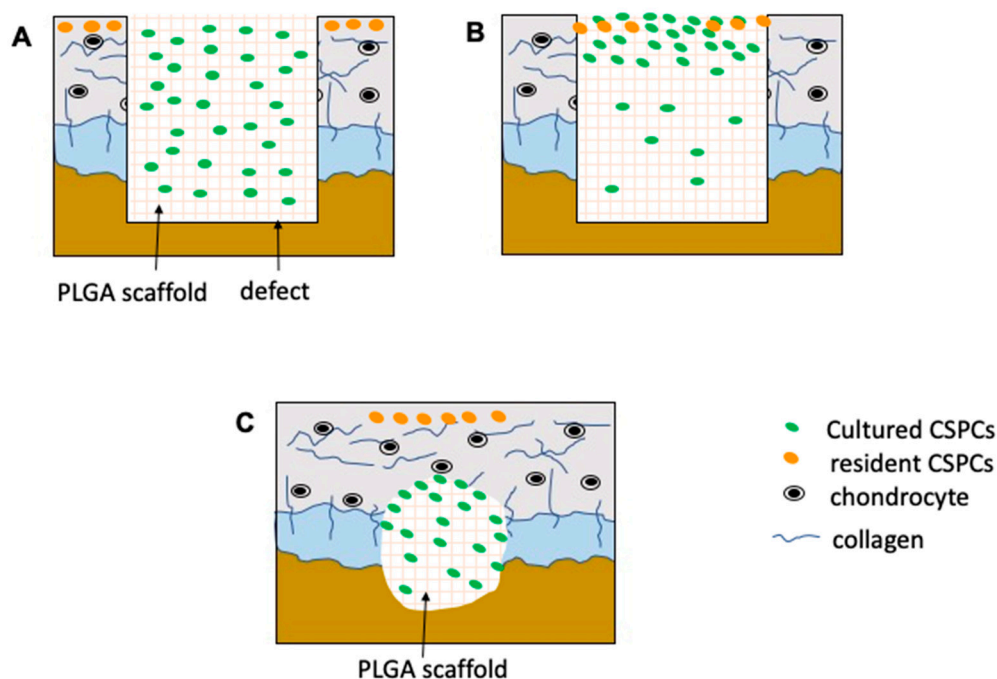 A
B
PLGA scaffold
defect
C
Cultured CSPCs
resident CSPCs
chondrocyte
collagen
PLGA scaffold